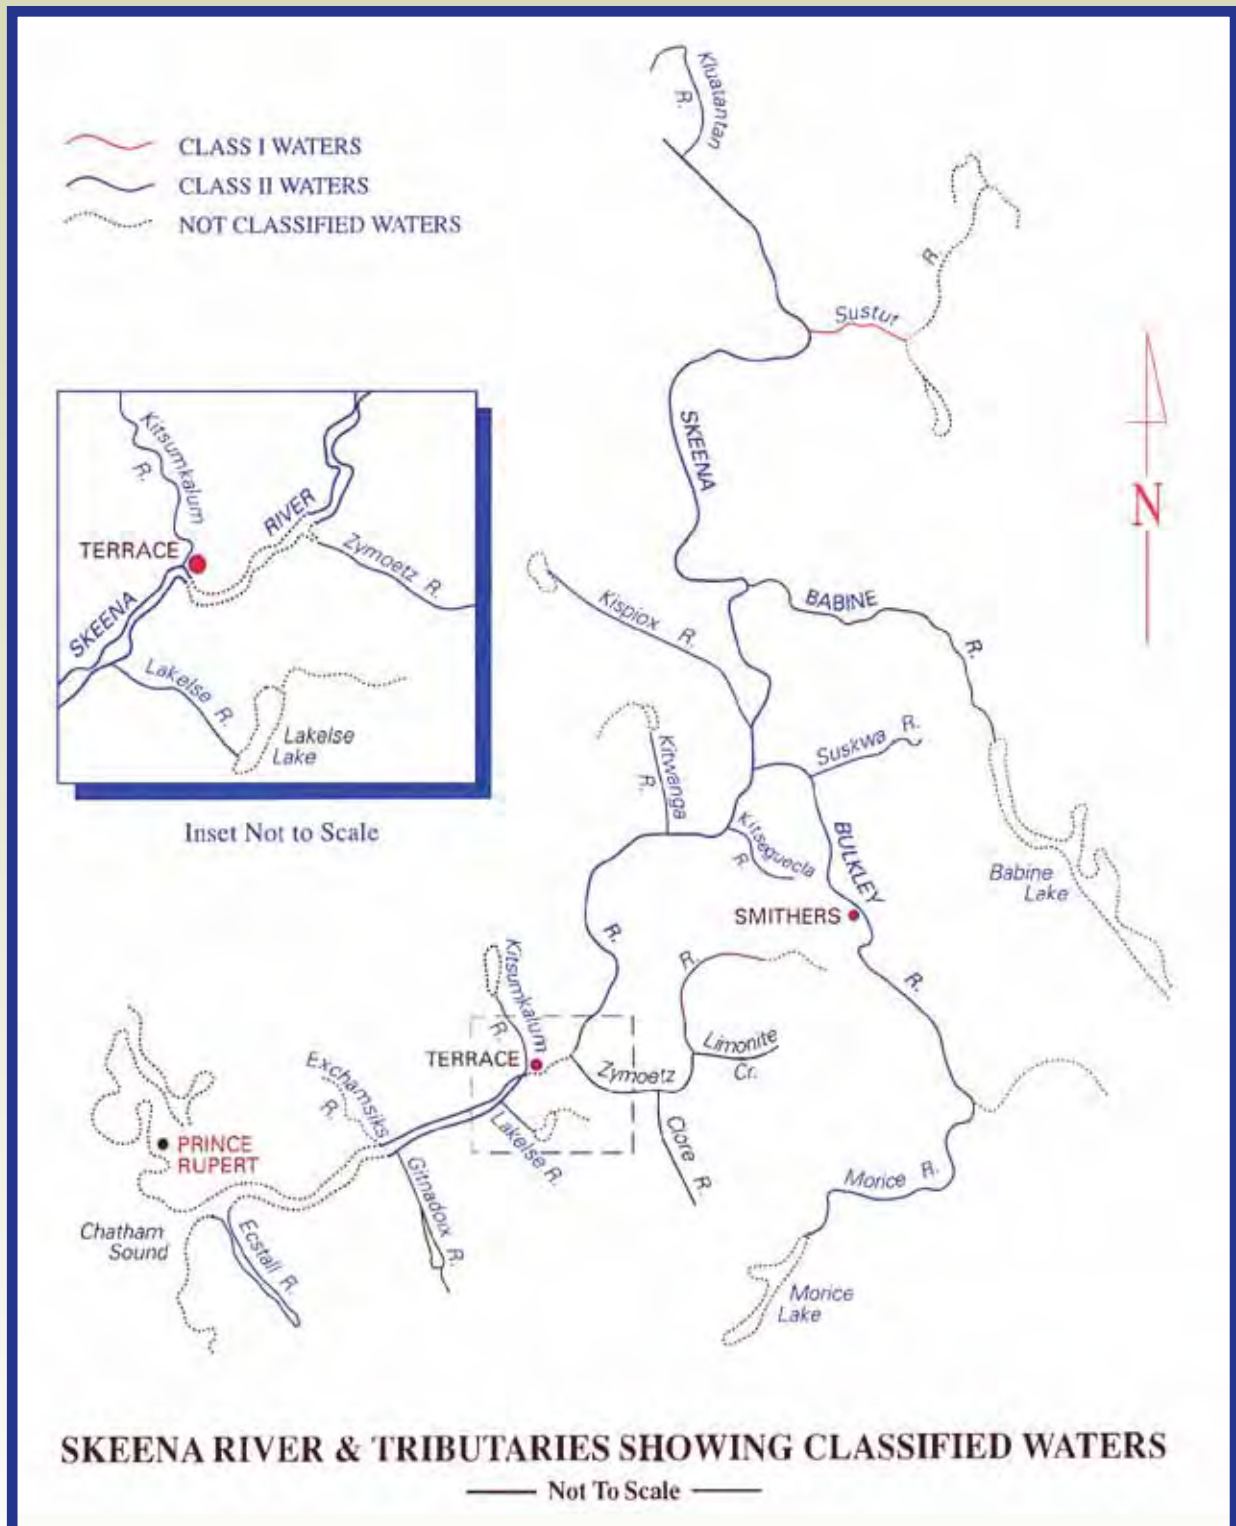 CLASS I WATERS
CLASS II WATERS
NOT CLASSIFIED WATERS
Kluatantan
R.
Sustut
R.
SKEENA
N
Kitsumkalum
R.
RIVER
TERRACE
Zymoetz R.
SKEENA
Lakelse R.
Lakelse
Lake
Inset Not to Scale
Kispiox R.
BABINE
R.
Kitwanga
R.
Suskwa R.
Kitseguecla
R.
BULKLEY
Babine
Lake
SMITHERS
R.
R.
R.
Kitsumkalum
R.
TERRACE
Limonite
Cr.
Zymoetz
Exchamsiks
R.
Lakelse R.
Clore R.
PRINCE
RUPERT
Gitnadoix R.
Morice R.
Chatham
Sound
Ecstall R.
Morice
Lake
SKEENA RIVER & TRIBUTARIES SHOWING CLASSIFIED WATERS
Not To Scale